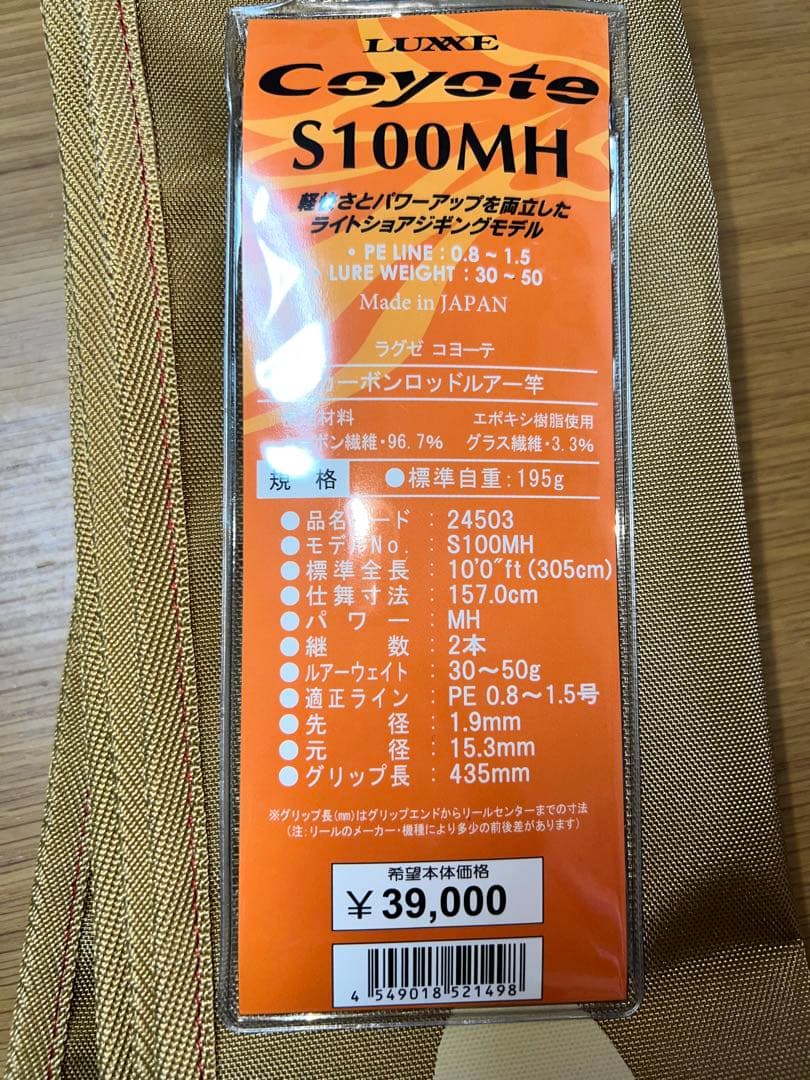 LUXXE
Coyote
S100MH
軽快さとパワーアップを両立した
ライトショアジギングモデル
• PE LINE : 0.8 ~ 1.5
• LURE WEIGHT : 30 ~ 50
Made in JAPAN
ラグゼ コヨーテ
カーボンロッドルアー竿
材料 エポキシ樹脂使用
ボン繊維・96.7% グラス繊維・3.3%
規 格 ●標準自重:195g
●品名コード : 24503
●モデルNo. : S100MH
●標準全長 : 10'0"ft (305cm)
●仕舞寸法 : 157.0cm
●パワー : MH
●継数 : 2本
●ルアーウェイト : 30〜50g
●適正ライン : PE 0.8〜1.5号
●先径 : 1.9mm
●元径 : 15.3mm
●グリップ長 : 435mm
※グリップ長(mm)はグリップエンドからリールセンターまでの寸法
(注:リールのメーカー・機種により多少の前後差があります)
希望本体価格
¥39,000
4 549018 521498